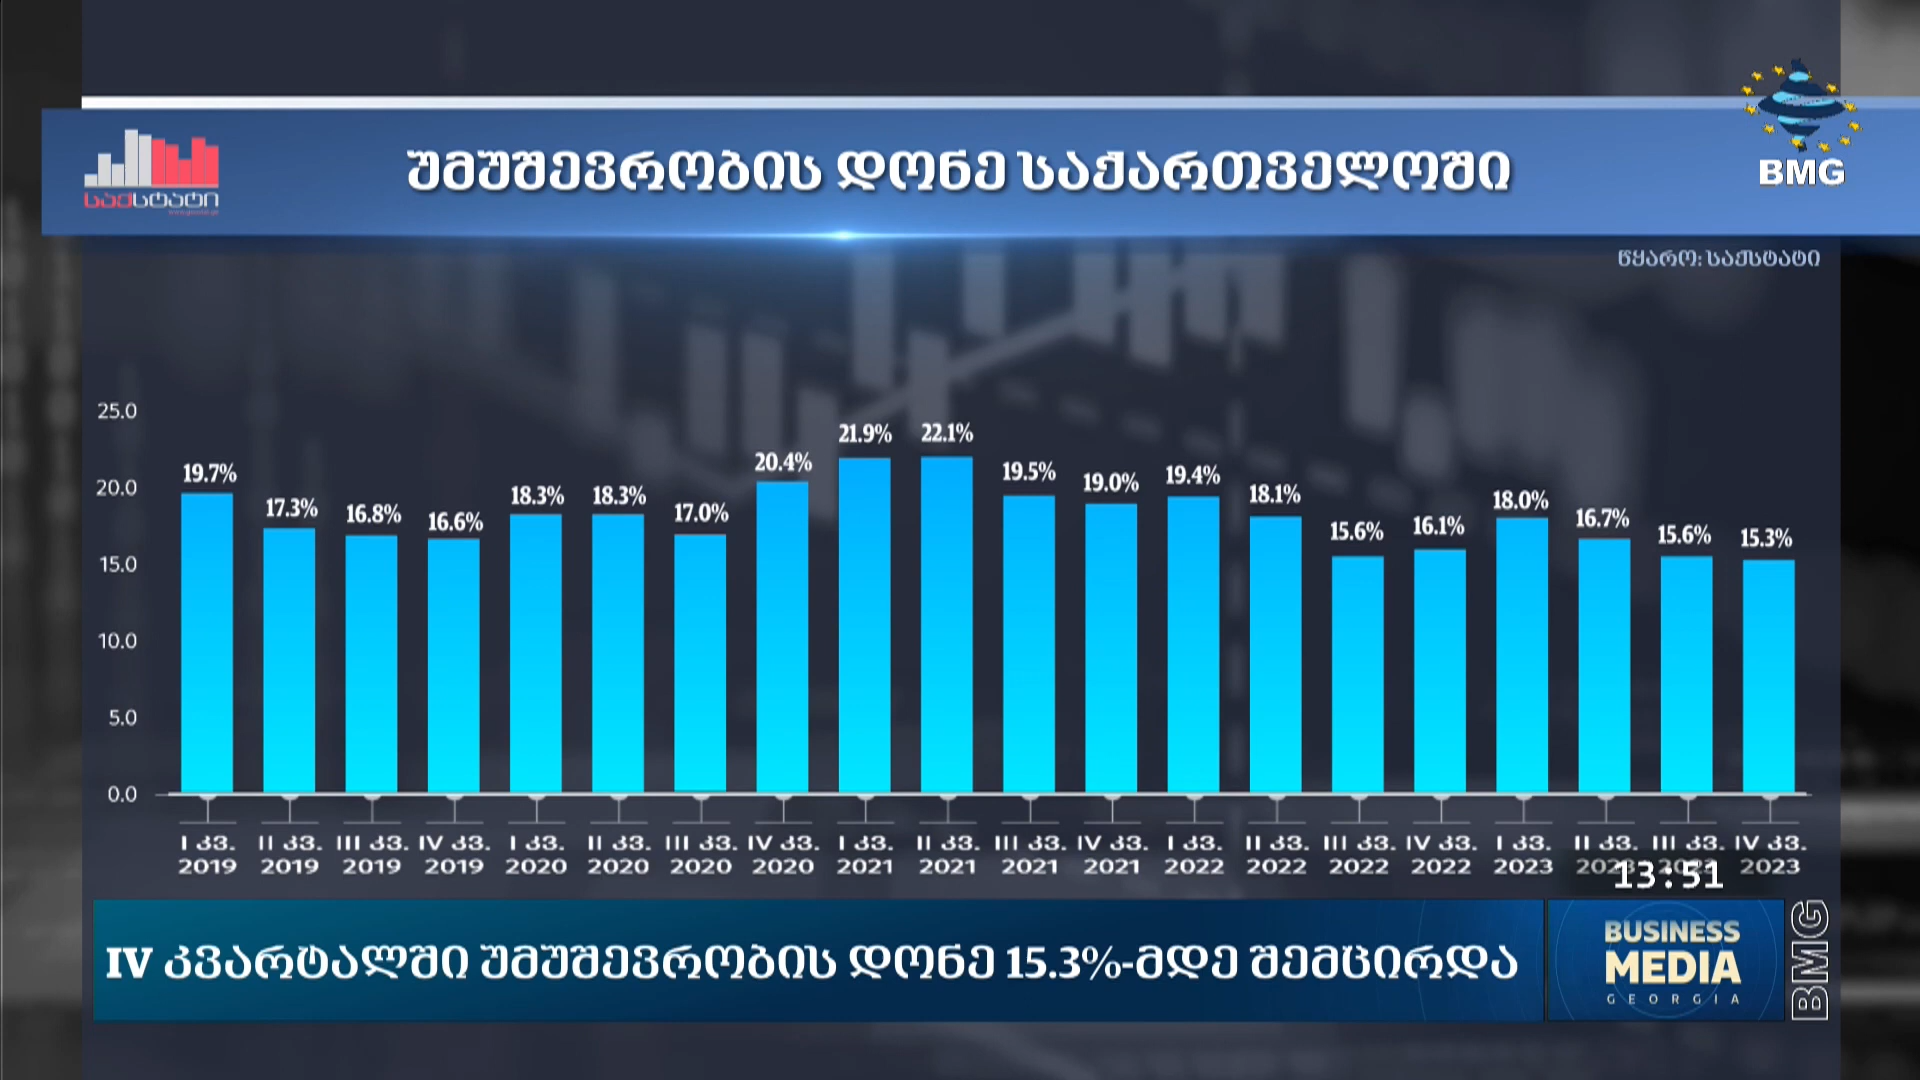 საქსტატი
www.geostat.ge
უმუშევრობის დონე საქართველოში
BMG
წყარო: საქსტატი
25.0
20.0
15.0
10.0
5.0
0.0
19.7% 17.3% 16.8% 16.6% 18.3% 18.3% 17.0% 20.4% 21.9% 22.1% 19.5% 19.0% 19.4% 18.1% 15.6% 16.1% 18.0% 16.7% 15.6% 15.3%
I კვ. II კვ. III კვ. IV კვ. I კვ. II კვ. III კვ. IV კვ. I კვ. II კვ. III კვ. IV კვ. I კვ. II კვ. III კვ. IV კვ. I კვ. II კვ. III კვ. IV კვ.
2019 2019 2019 2019 2020 2020 2020 2020 2021 2021 2021 2021 2022 2022 2022 2022 2023 2023 2023 2023
13:51
IV კვარტალში უმუშევრობის დონე 15.3%-მდე შემცირდა
BUSINESS
MEDIA
GEORGIA
BMG